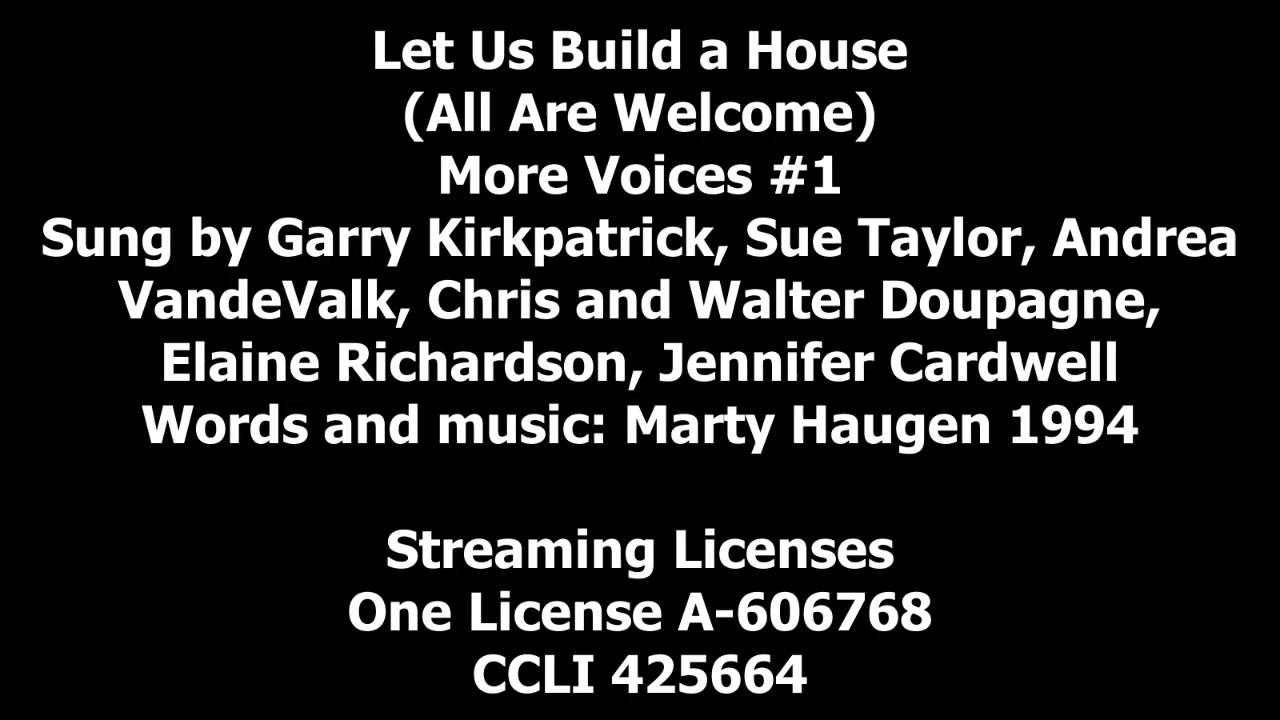 Let Us Build a House
(All Are Welcome)
More Voices #1
Sung by Garry Kirkpatrick, Sue Taylor, Andrea
VandeValk, Chris and Walter Doupagne,
Elaine Richardson, Jennifer Cardwell
Words and music: Marty Haugen 1994
Streaming Licenses
One License A-606768
CCLI 425664